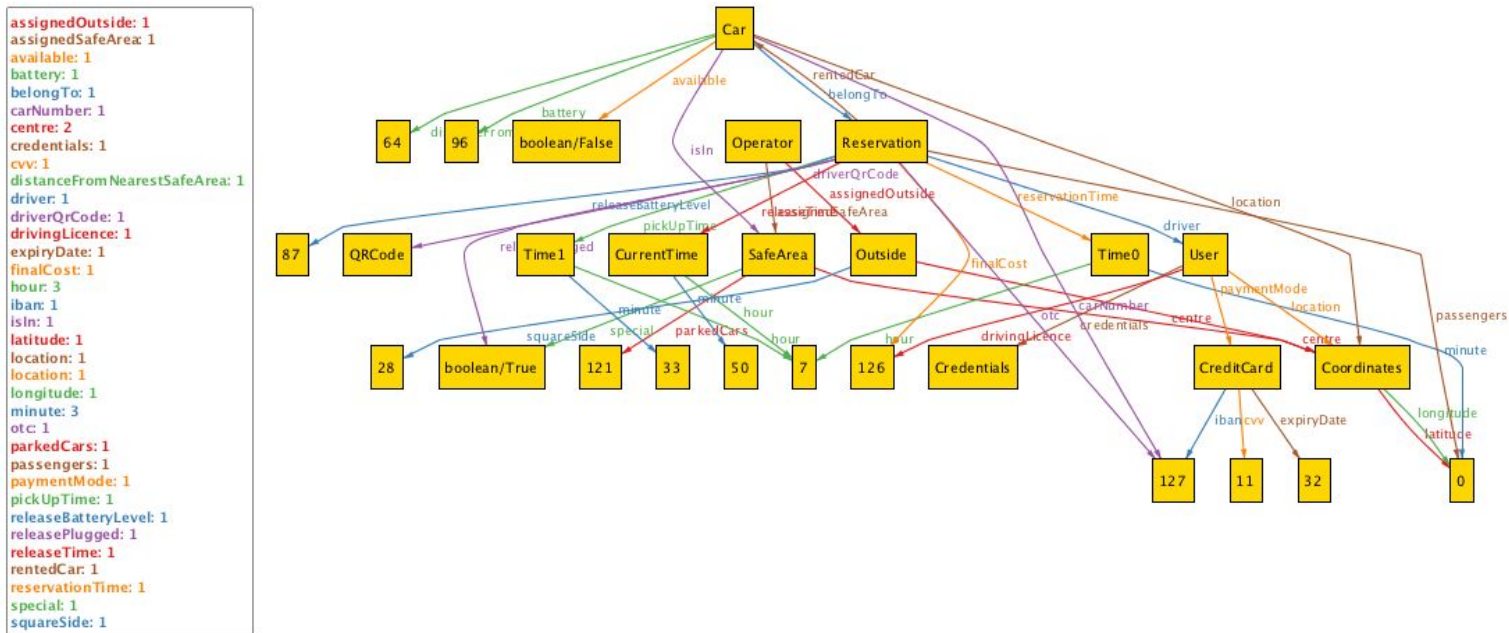 assignedOutside: 1
assignedSafeArea: 1
available: 1
battery: 1
belongTo: 1
carNumber: 1
centre: 2
credentials: 1
cvv: 1
distanceFromNearestSafeArea: 1
driver: 1
driverQrCode: 1
drivingLicence: 1
expiryDate: 1
finalCost: 1
hour: 3
iban: 1
isIn: 1
latitude: 1
location: 1
location: 1
longitude: 1
minute: 3
otc: 1
parkedCars: 1
passengers: 1
paymentMode: 1
pickUpTime: 1
releaseBatteryLevel: 1
releasePlugged: 1
releaseTime: 1
rentedCar: 1
reservationTime: 1
special: 1
squareSide: 1
Car
available
rentedCar
belongTo
battery
64
96
boolean/False
Operator
Reservation
isIn
driverQrCode
assignedOutside
reservationTime
location
releaseBatteryLevel
pickUpTime
driver
87
QRCode
Time1
CurrentTime
SafeArea
Outside
Time0
User
finalCost
paymentMode
minute
minute
hour
carNumber
location
squareSide
special
parkedCars
hour
hour
otc
drivingLicence
credentials
centre
centre
passengers
minute
28
boolean/True
121
33
50
7
126
Credentials
CreditCard
Coordinates
iban
cvv
expiryDate
longitude
latitude
127
11
32
0